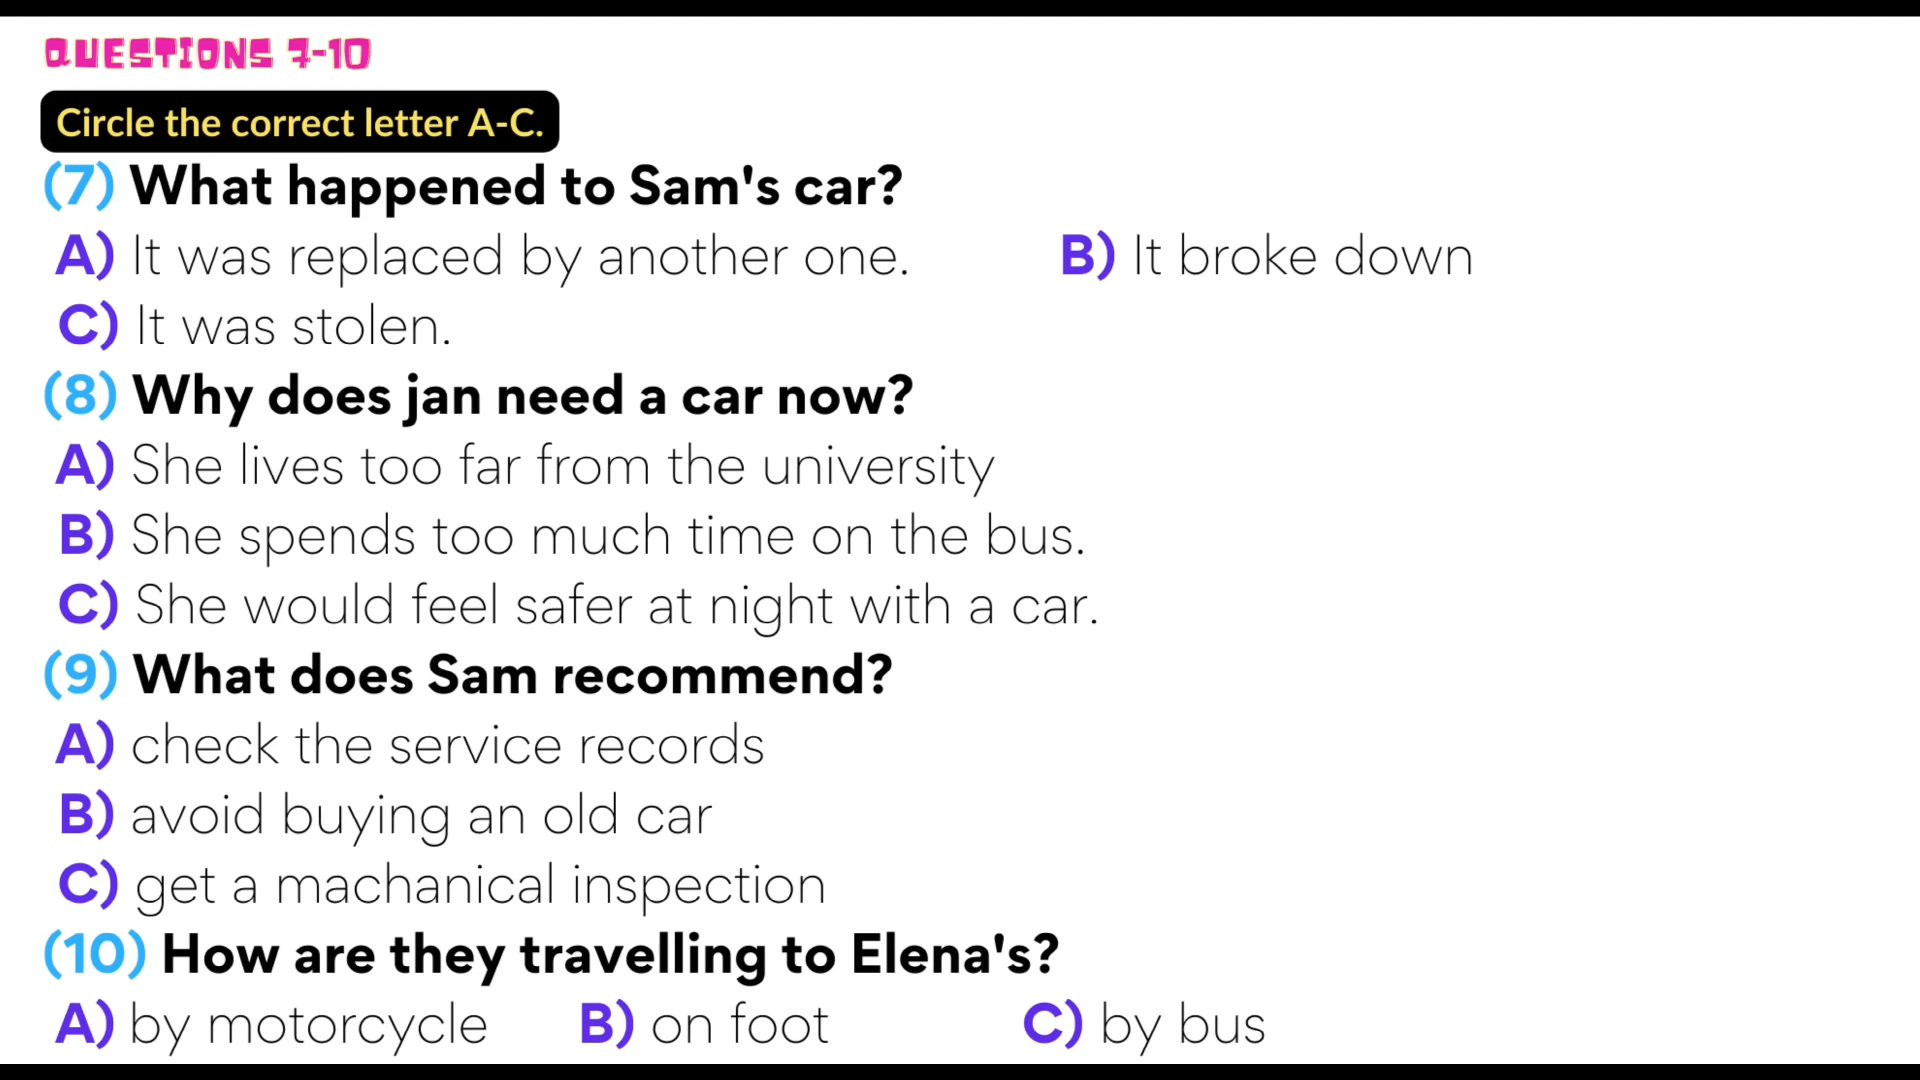 QUESTIONS 7-10
Circle the correct letter A-C.
(7) What happened to Sam's car?
A) It was replaced by another one. B) It broke down
C) It was stolen.
(8) Why does jan need a car now?
A) She lives too far from the university
B) She spends too much time on the bus.
C) She would feel safer at night with a car.
(9) What does Sam recommend?
A) check the service records
B) avoid buying an old car
C) get a machanical inspection
(10) How are they travelling to Elena's?
A) by motorcycle B) on foot C) by bus